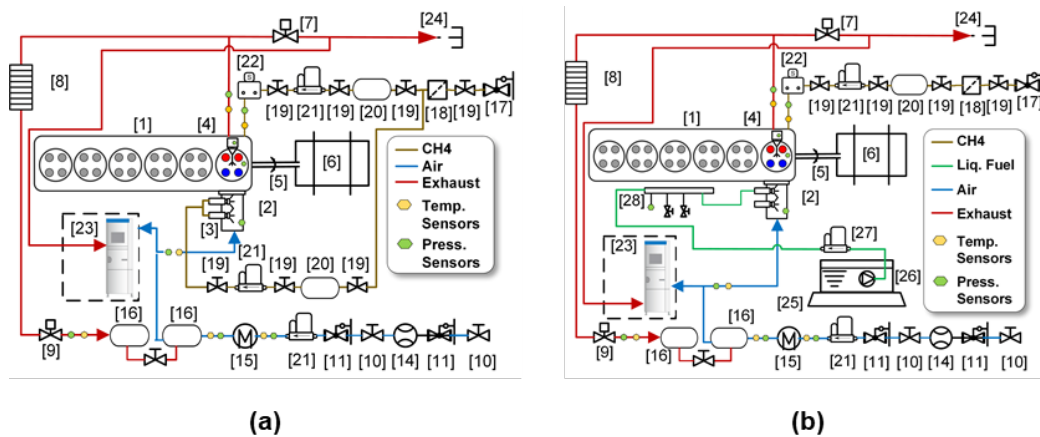 [7] [24]
[8] [22]
[19] [21] [19] [20] [19] [18] [19] [17]
[1] [4]
[6]
[5]
[2]
[3]
[23] [21]
[19] [19] [20] [19]
CH4
Air
Exhaust
Temp.
Sensors
Press.
Sensors
[16] [16]
[9] [15] [21] [11] [10] [14] [11] [10]
(a)
[7] [24]
[8] [22]
[19] [21] [19] [20] [19] [18] [19] [17]
[1] [4]
[6]
[5]
[28] [2]
[23] [27]
[26]
[25]
CH4
Liq. Fuel
Air
Exhaust
Temp.
Sensors
Press.
Sensors
[16]
[9] [16] [15] [21] [11] [10] [14] [11] [10]
(b)
S
M
S
M